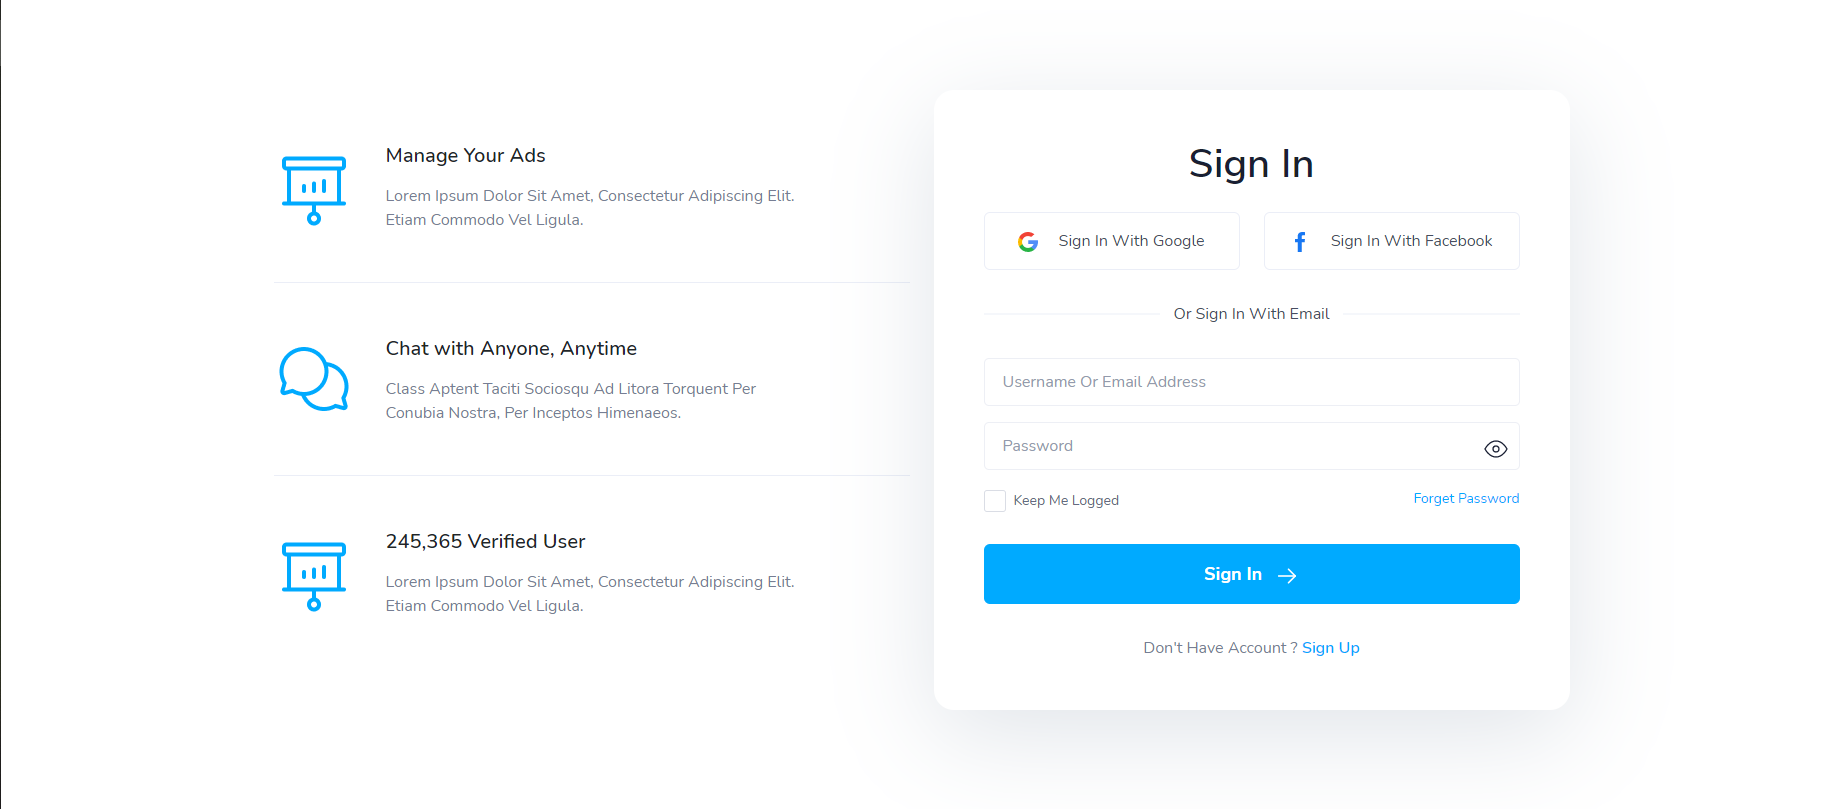 Manage Your Ads
Lorem Ipsum Dolor Sit Amet, Consectetur Adipiscing Elit.
Etiam Commodo Vel Ligula.
Chat with Anyone, Anytime
Class Aptent Taciti Sociosqu Ad Litora Torquent Per
Conubia Nostra, Per Inceptos Himenaeos.
245,365 Verified User
Lorem Ipsum Dolor Sit Amet, Consectetur Adipiscing Elit.
Etiam Commodo Vel Ligula.
Sign In
Sign In With Google
Sign In With Facebook
Or Sign In With Email
Username Or Email Address
Password
Keep Me Logged
Forget Password
Sign In
Don't Have Account ? Sign Up